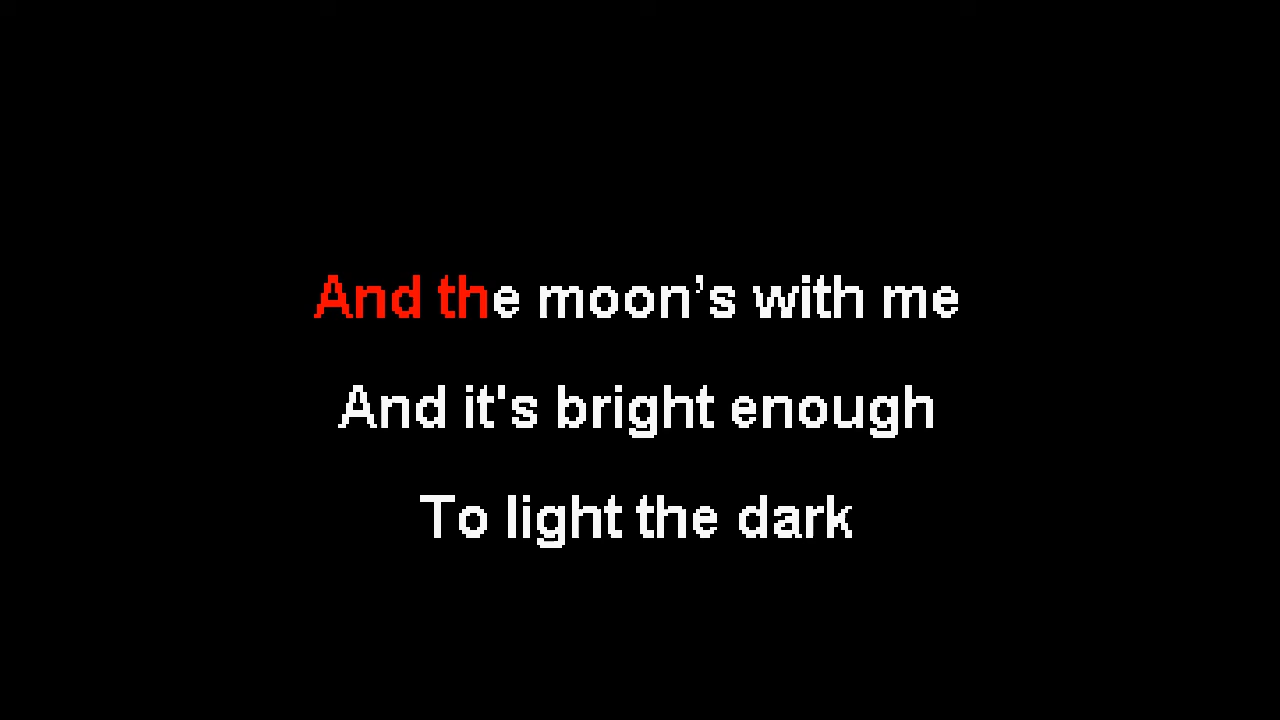 And the moon’s with me
And it's bright enough
To light the dark